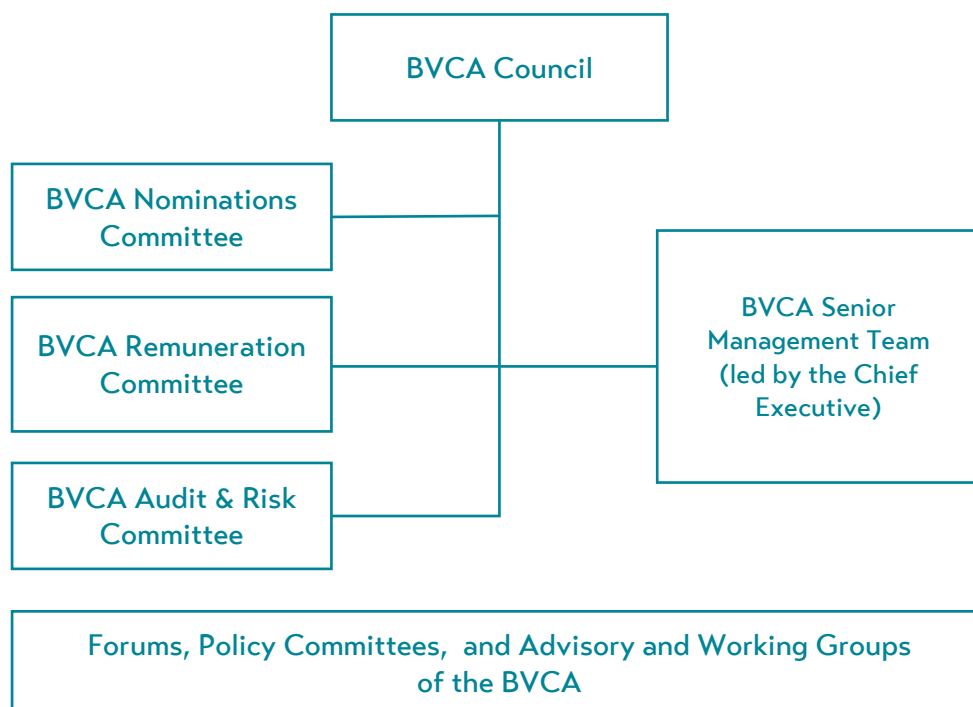 BVCA Council
BVCA Nominations
Committee
BVCA Remuneration
Committee
BVCA Audit & Risk
Committee
BVCA Senior
Management Team
(led by the Chief
Executive)
Forums, Policy Committees, and Advisory and Working Groups
of the BVCA